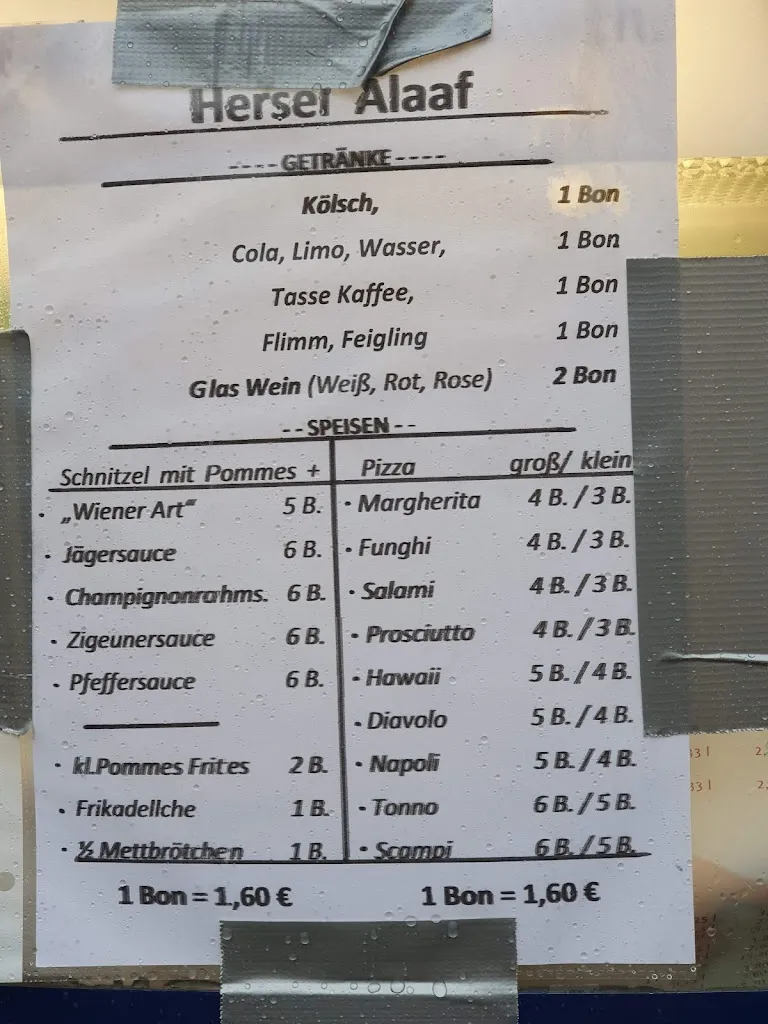 Hersel Alaaf
----GETRÄNKE----
Kölsch, 1 Bon
Cola, Limo, Wasser, 1 Bon
Tasse Kaffee, 1 Bon
Flimm, Feigling 1 Bon
Glas Wein (Weiß, Rot, Rose) 2 Bon
--SPEISEN--
Schnitzel mit Pommes +
· „Wiener Art“ 5 B.
· Jägersauce 6 B.
· Champignonrahms. 6 B.
· Zigeunersauce 6 B.
· Pfeffersauce 6 B.
· kl.Pommes Frites 2 B.
· Frikadellche 1 B.
· ½ Mettbrötchen 1 B.
1 Bon = 1,60 €
Pizza groß/ klein
· Margherita 4 B. / 3 B.
· Funghi 4 B. / 3 B.
· Salami 4 B. / 3 B.
· Prosciutto 4 B. / 3 B.
· Hawaii 5 B. / 4 B.
· Diavolo 5 B. / 4 B.
· Napoli 5 B. / 4 B.
· Tonno 6 B. / 5 B.
· Scampi 6 B. / 5 B.
1 Bon = 1,60 €